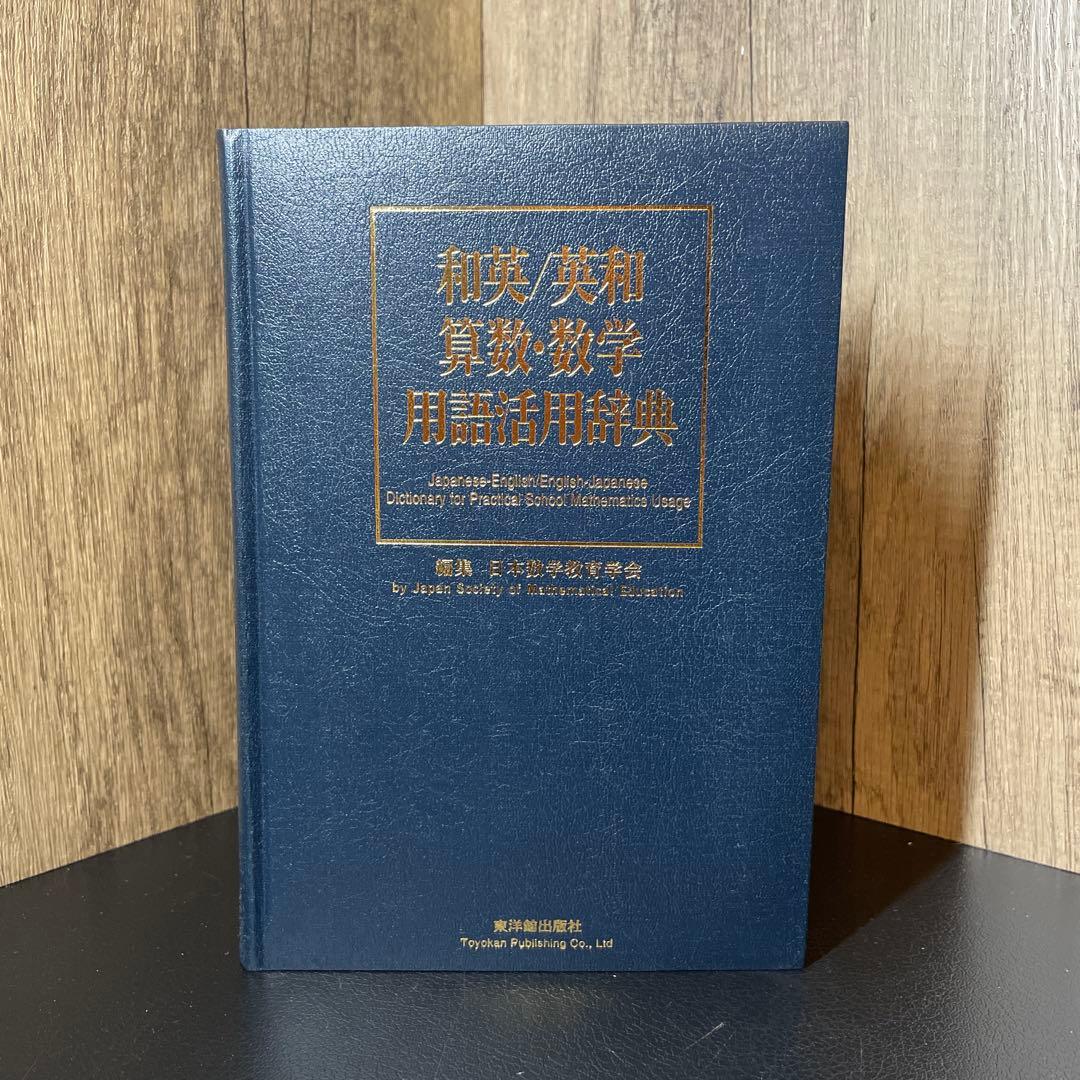 和英/英和
算数・数学
用語活用辞典
Japanese-English/English-Japanese
Dictionary for Practical School Mathematics Usage
編集 日本数学教育学会
by Japan Society of Mathematical Education
東洋館出版社
Toyokan Publishing Co., Ltd